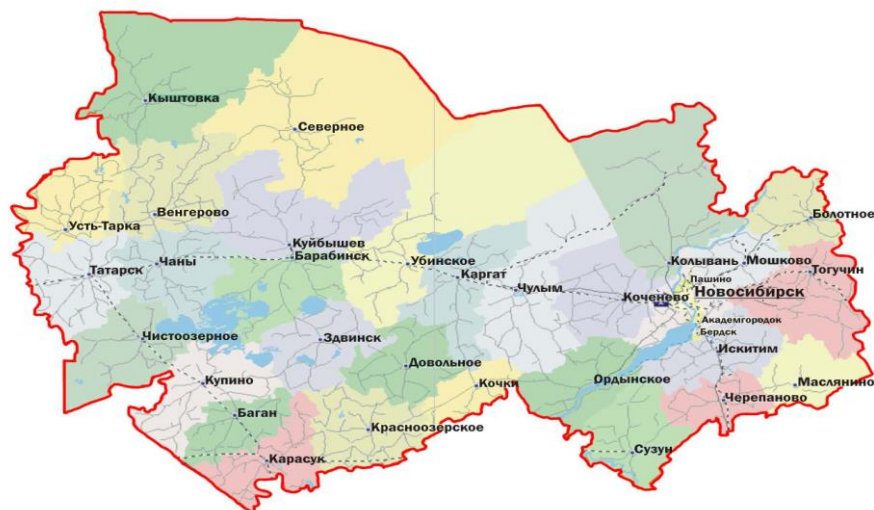 Кыштовка
Северное
Венгерово
Усть-Тарка
Болотное
Куйбышев
Барабинск
Чаны
Татарск
Убинское
Каргат
Чулым
Колывань
Мошково
Тогучин
Пашино
Коченево
Новосибирск
Академгородок
Бердск
Чистоозерное
Здвинск
Искитим
Довольное
Кочки
Ордынское
Маслянино
Купино
Черепаново
Баган
Красноозерское
Сузун
Карасук